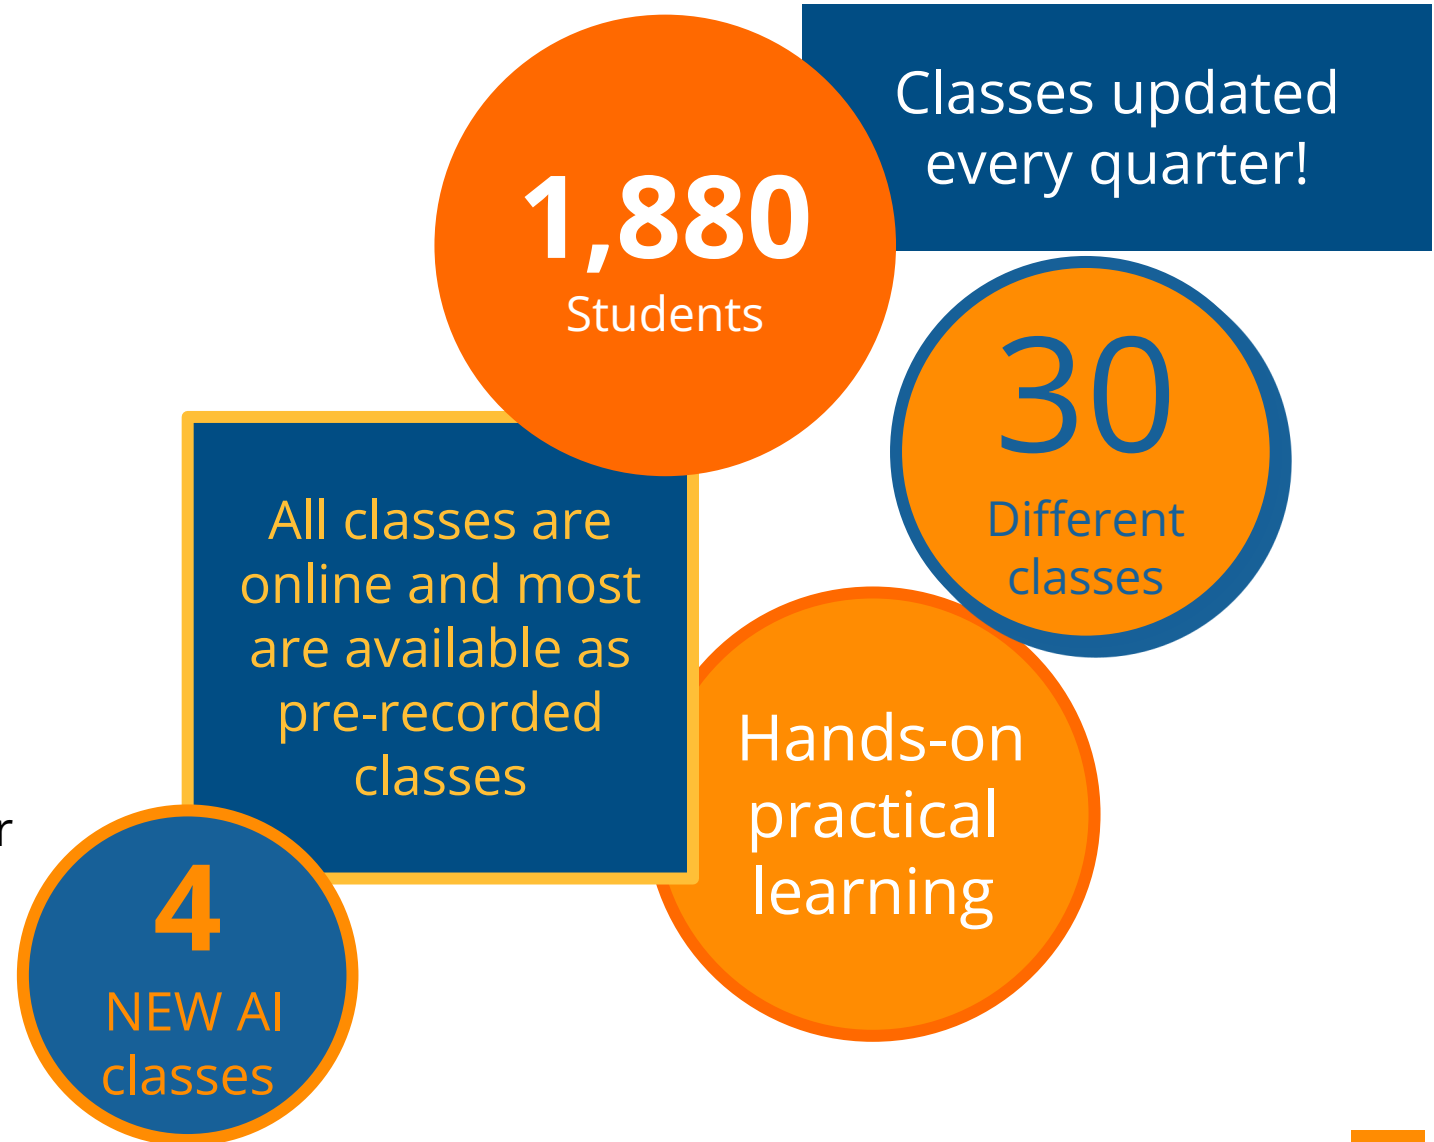 Classes updated
every quarter!
1,880
Students
30
Different
classes
All classes are
online and most
are available as
pre-recorded
classes
Hands-on
practical
learning
r
4
NEW AI
classes